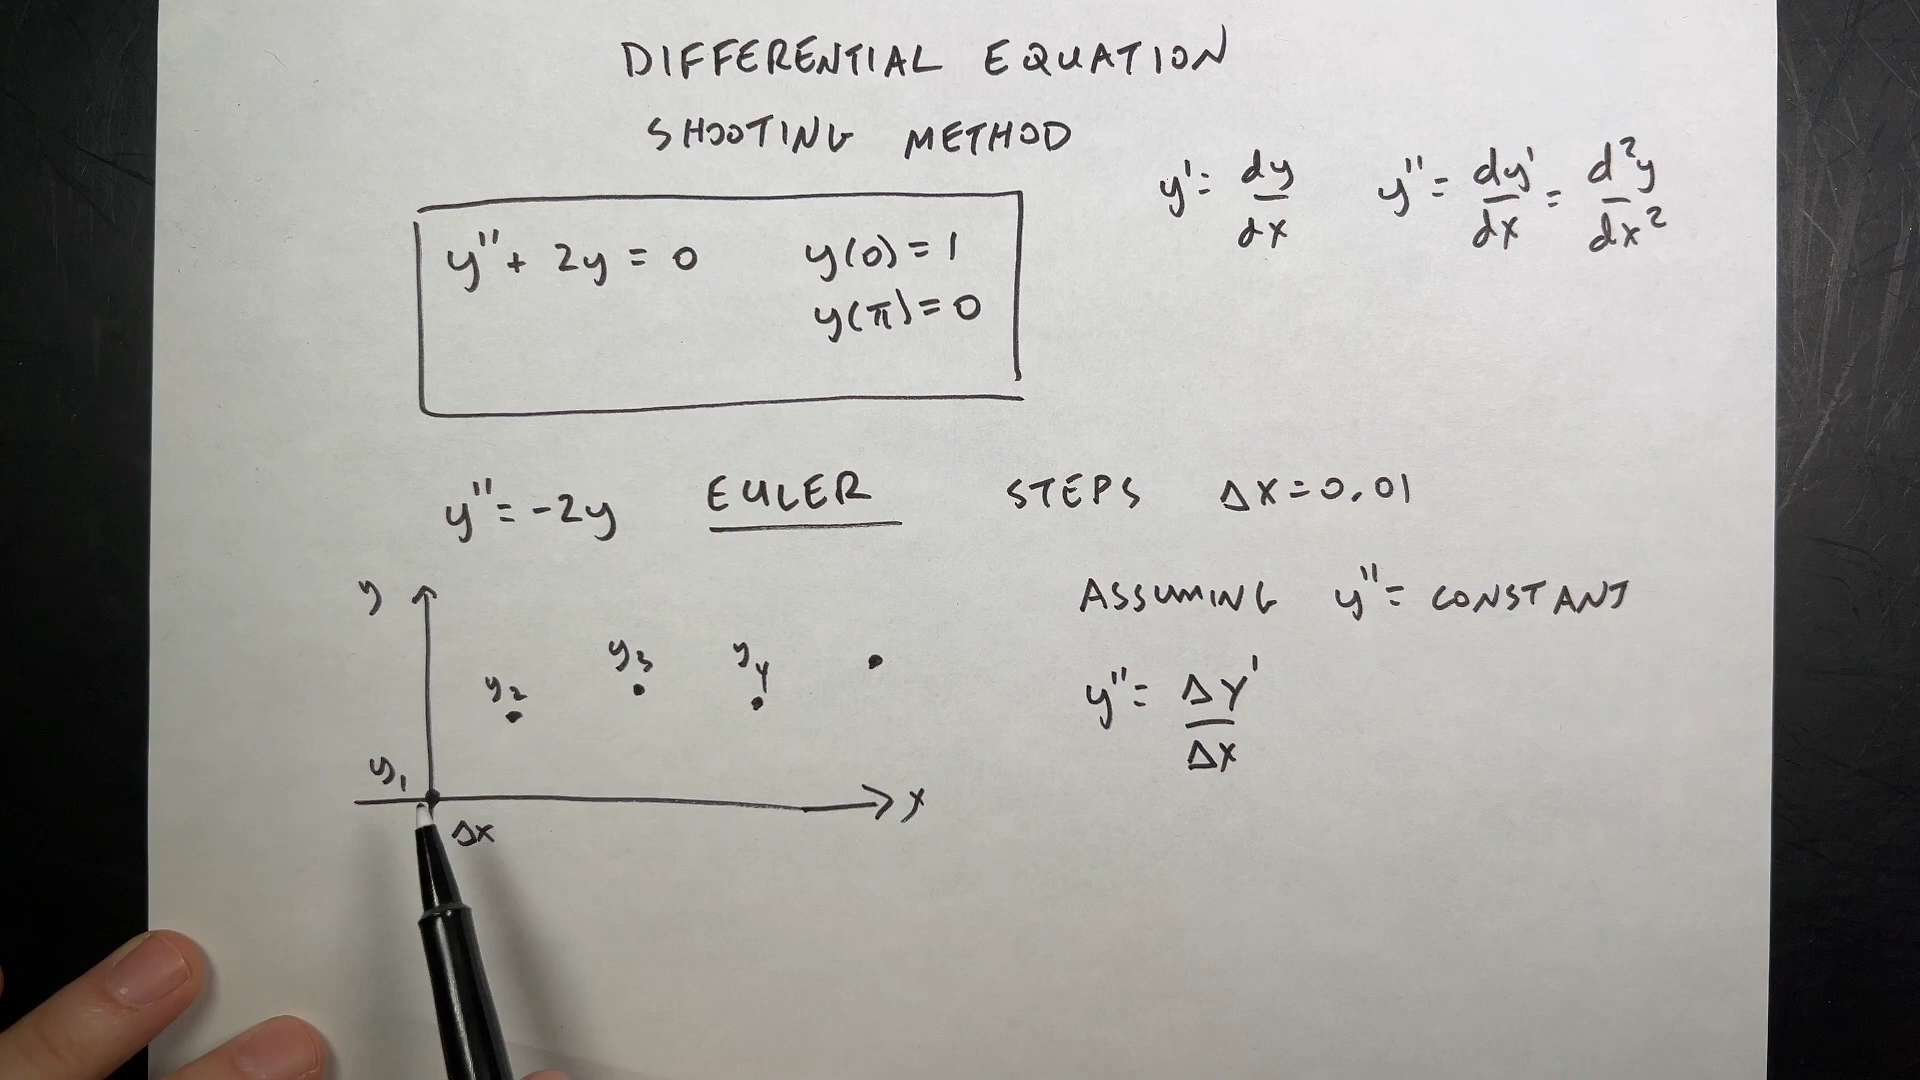 DIFFERENTIAL EQUATION
SHOOTING METHOD
y' = dy/dx y'' = dy'/dx = d²y/dx²
y'' + 2y = 0 y(0) = 1
y(π) = 0
y'' = -2y EULER STEPS Δx = 0.01
ASSUMING y'' = CONSTANT
y'' = Δy'/Δx
y
y₂ y₃ y₄
y₁
x
Δx